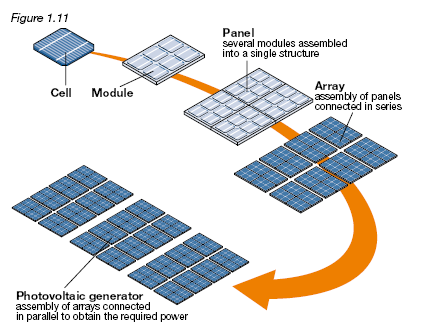 Figure 1.11
Panel
several modules assembled
into a single structure
Cell
Module
Array
assembly of panels
connected in series
Photovoltaic generator
assembly of arrays connected
in parallel to obtain the required power